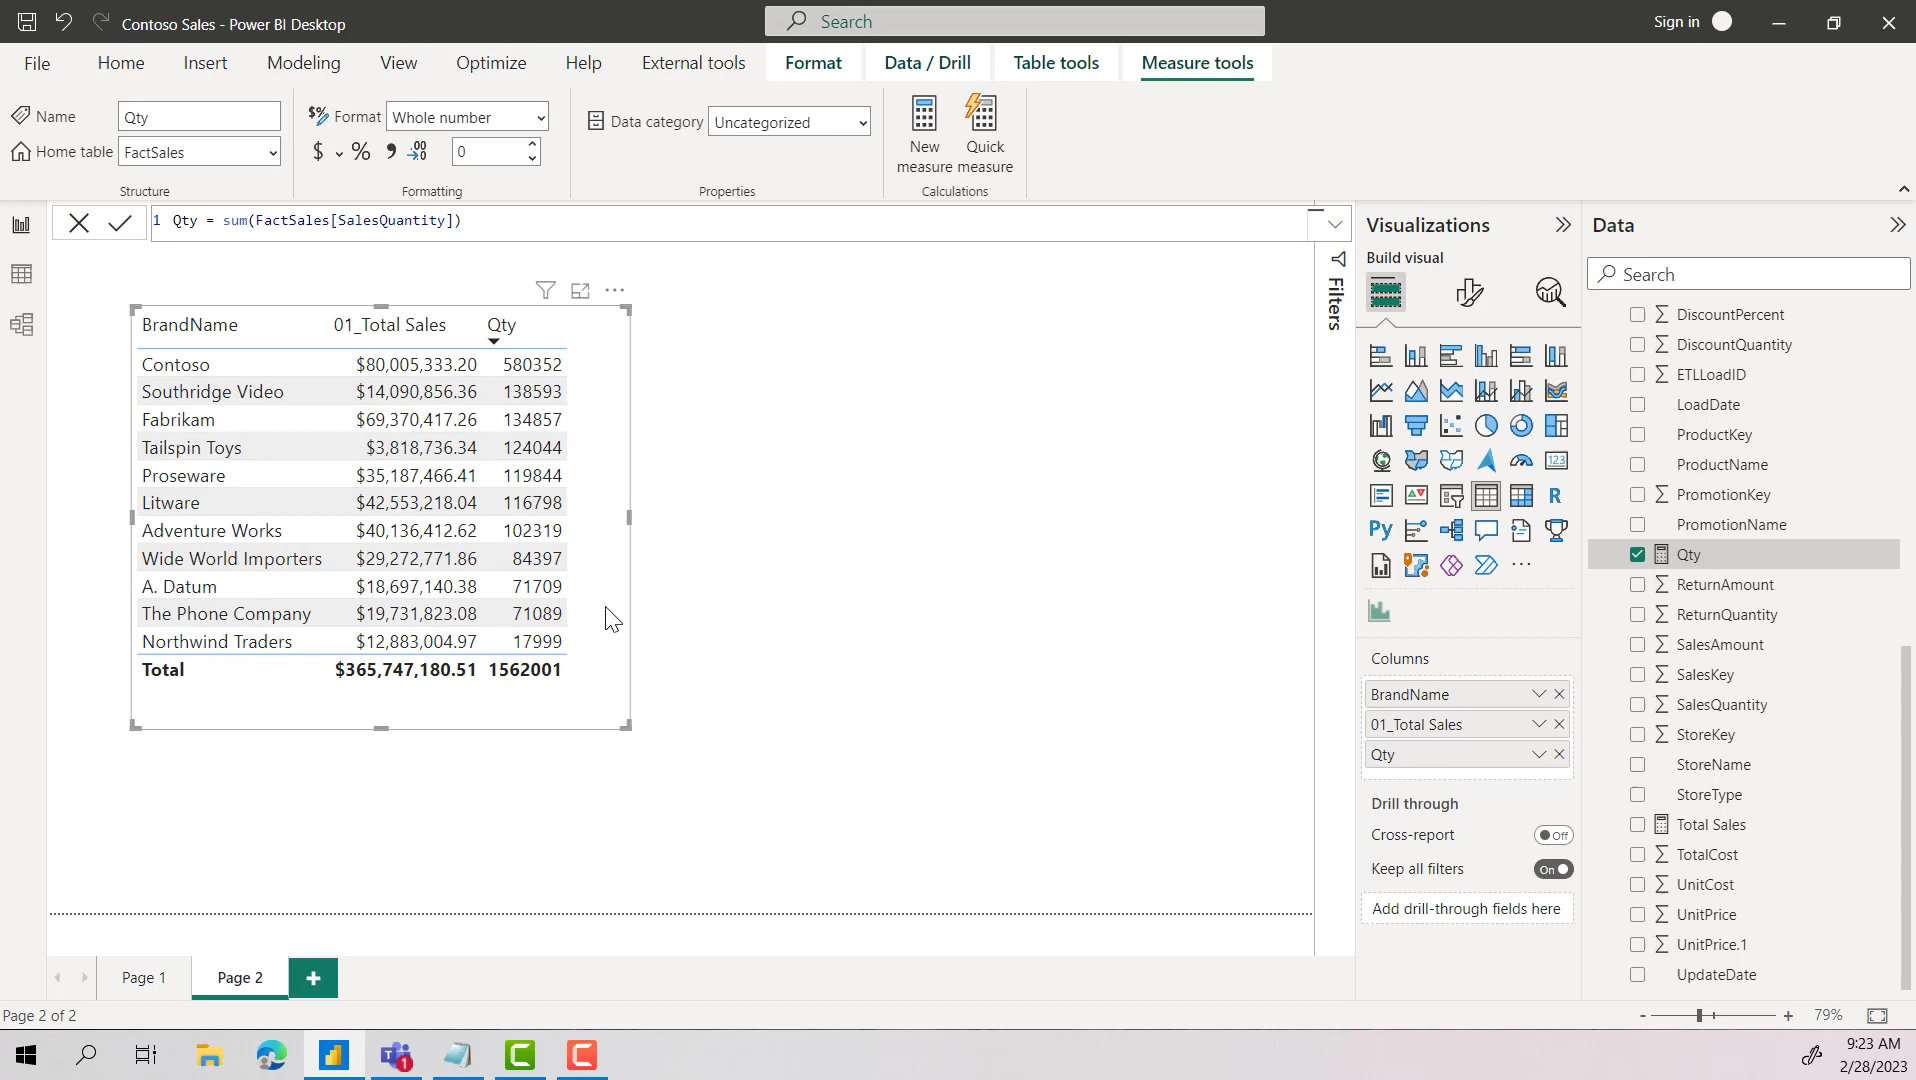 Contoso Sales - Power BI Desktop
Search
Sign in
File
Home
Insert
Modeling
View
Optimize
Help
External tools
Format
Data / Drill
Table tools
Measure tools
Name
Qty
Home table
FactSales
Structure
$% Format
Whole number
$
%
,
.00
0
Formatting
Data category
Uncategorized
Properties
New
measure
Quick
measure
Calculations
1 Qty = sum(FactSales[SalesQuantity])
BrandName 01_Total Sales Qty
Contoso $80,005,333.20 580352
Southridge Video $14,090,856.36 138593
Fabrikam $69,370,417.26 134857
Tailspin Toys $3,818,736.34 124044
Proseware $35,187,466.41 119844
Litware $42,553,218.04 116798
Adventure Works $40,136,412.62 102319
Wide World Importers $29,272,771.86 84397
A. Datum $18,697,140.38 71709
The Phone Company $19,731,823.08 71089
Northwind Traders $12,883,004.97 17999
Total $365,747,180.51 1562001
Filters
Visualizations
Build visual
123
R
Py
Columns
BrandName
01_Total Sales
Qty
Drill through
Cross-report
Off
Keep all filters
On
Add drill-through fields here
Data
Search
DiscountPercent
DiscountQuantity
ETLLoadID
LoadDate
ProductKey
ProductName
PromotionKey
PromotionName
Qty
ReturnAmount
ReturnQuantity
SalesAmount
SalesKey
SalesQuantity
StoreKey
StoreName
StoreType
Total Sales
TotalCost
UnitCost
UnitPrice
UnitPrice.1
UpdateDate
Page 1
Page 2
+
Page 2 of 2
- + 79%
1
9:23 AM
2/28/2023